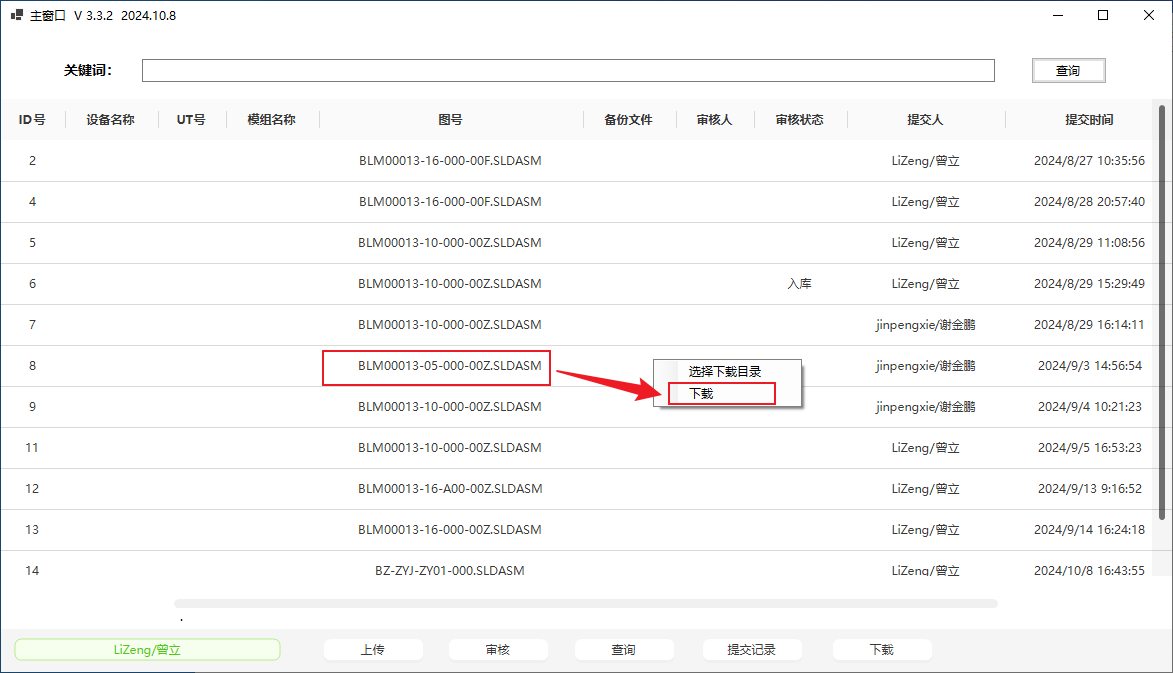 主窗口 V 3.3.2 2024.10.8
关键词: 查询
ID号 设备名称 UT号 模组名称 图号 备份文件 审核人 审核状态 提交人 提交时间
2 BLM00013-16-000-00F.SLDASM LiZeng/曾立 2024/8/27 10:35:56
4 BLM00013-16-000-00F.SLDASM LiZeng/曾立 2024/8/28 20:57:40
5 BLM00013-10-000-00Z.SLDASM LiZeng/曾立 2024/8/29 11:08:56
6 BLM00013-10-000-00Z.SLDASM 入库 LiZeng/曾立 2024/8/29 15:29:49
7 BLM00013-10-000-00Z.SLDASM jinpengxie/谢金鹏 2024/8/29 16:14:11
8 BLM00013-05-000-00Z.SLDASM jinpengxie/谢金鹏 2024/9/3 14:56:54
选择下载目录
下载
9 BLM00013-10-000-00Z.SLDASM jinpengxie/谢金鹏 2024/9/4 10:21:23
11 BLM00013-10-000-00Z.SLDASM LiZeng/曾立 2024/9/5 16:53:23
12 BLM00013-16-A00-00Z.SLDASM LiZeng/曾立 2024/9/13 9:16:52
13 BLM00013-16-000-00Z.SLDASM LiZeng/曾立 2024/9/14 16:24:18
14 BZ-ZYJ-ZY01-000.SLDASM LiZeng/曾立 2024/10/8 16:43:55
.
LiZeng/曾立 上传 审核 查询 提交记录 下载